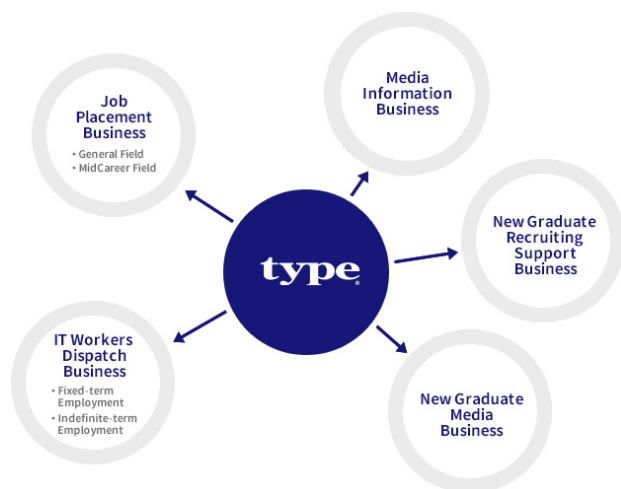 Media
Information
Business
Job
Placement
Business
• General Field
• MidCareer Field
New Graduate
Recruiting
Support
Business
type®
IT Workers
Dispatch
Business
• Fixed-term
Employment
• Indefinite-term
Employment
New Graduate
Media
Business